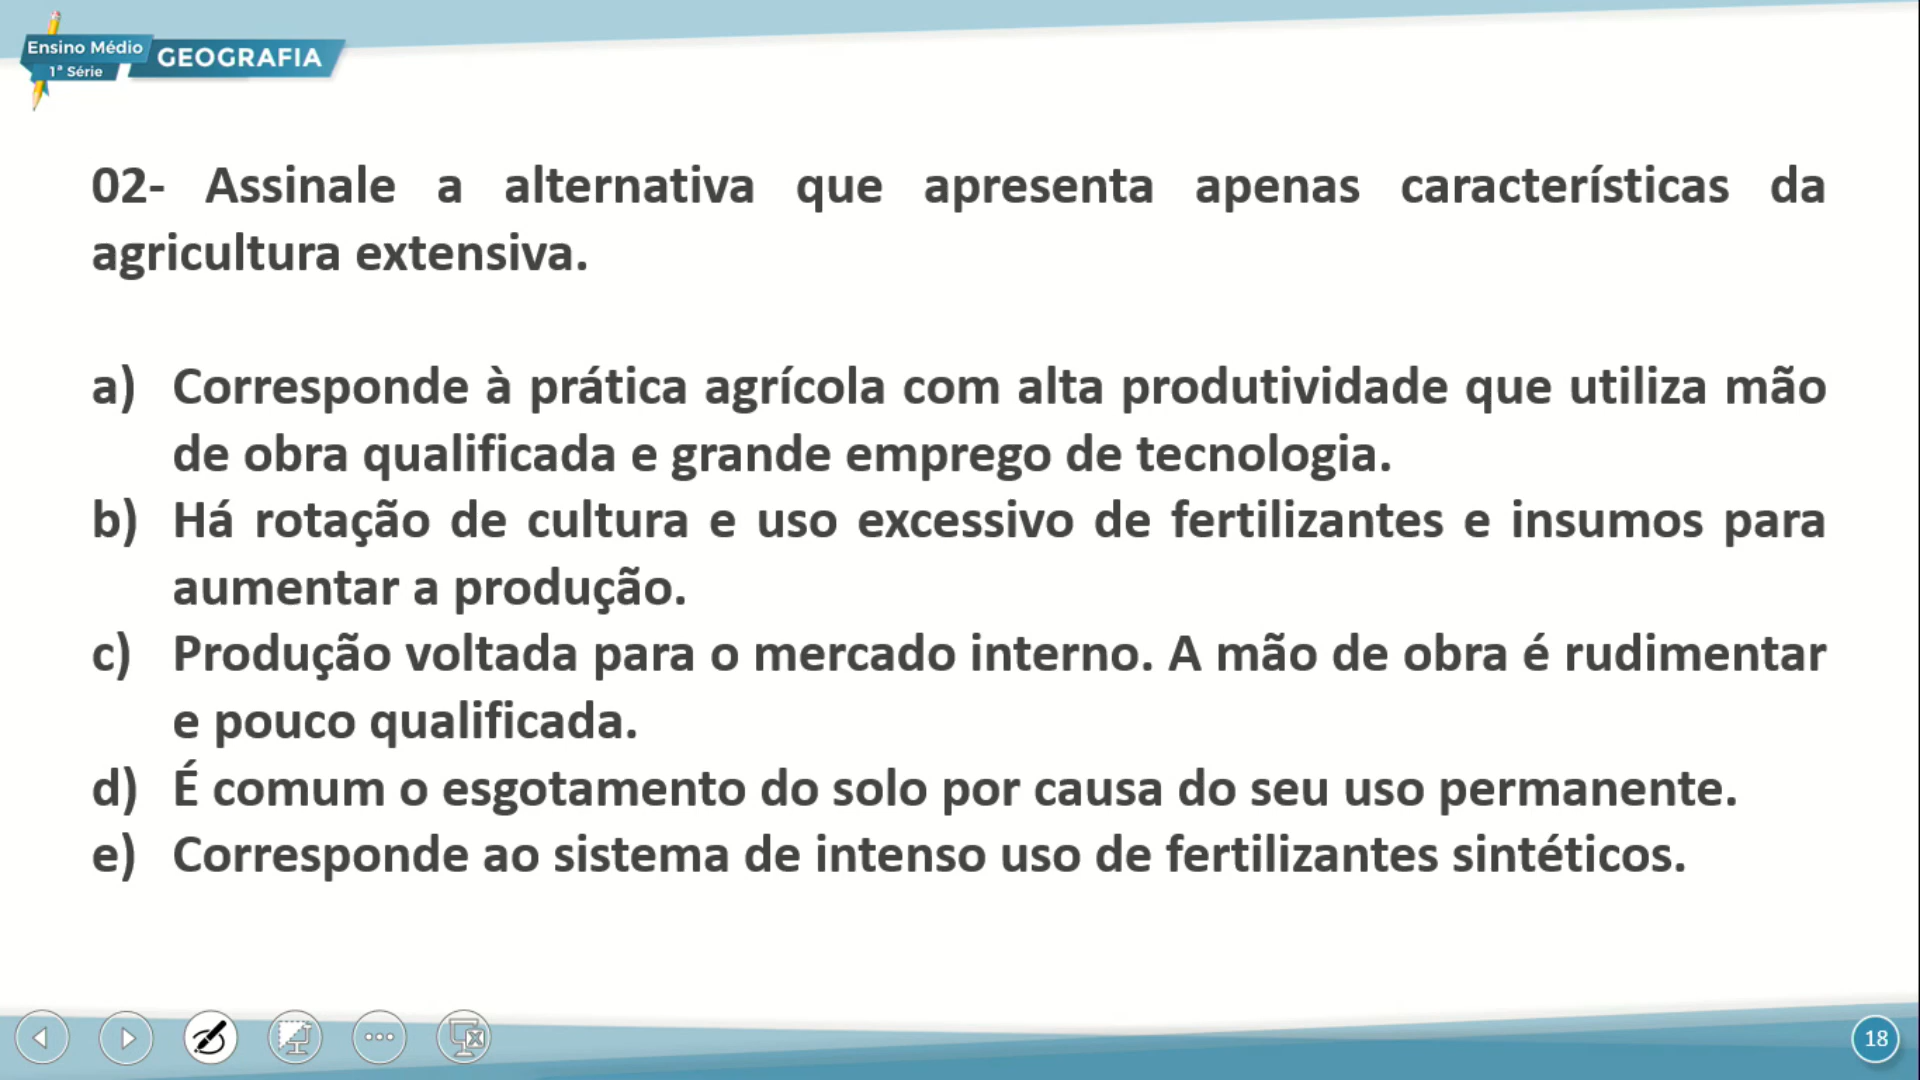 Ensino Médio
1ª Série
GEOGRAFIA
02- Assinale a alternativa que apresenta apenas características da
agricultura extensiva.
a) Corresponde à prática agrícola com alta produtividade que utiliza mão
de obra qualificada e grande emprego de tecnologia.
b) Há rotação de cultura e uso excessivo de fertilizantes e insumos para
aumentar a produção.
c) Produção voltada para o mercado interno. A mão de obra é rudimentar
e pouco qualificada.
d) É comum o esgotamento do solo por causa do seu uso permanente.
e) Corresponde ao sistema de intenso uso de fertilizantes sintéticos.
18